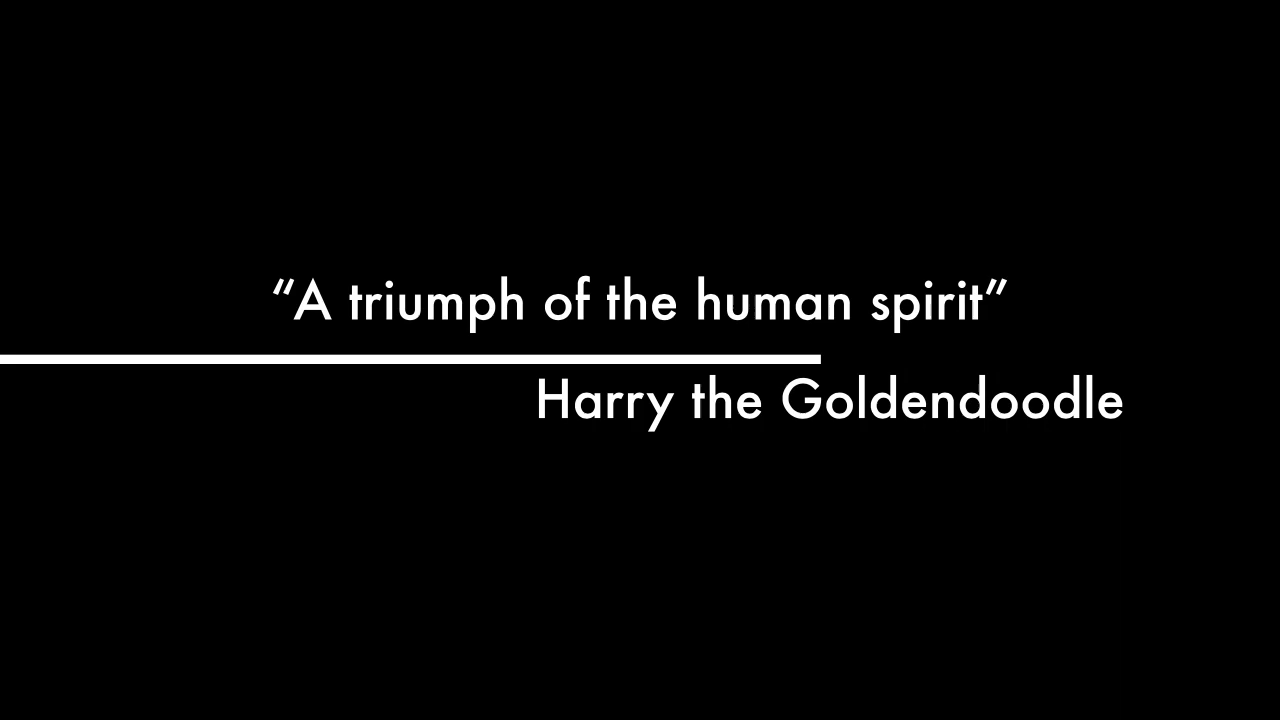 “A triumph of the human spirit”
Harry the Goldendoodle